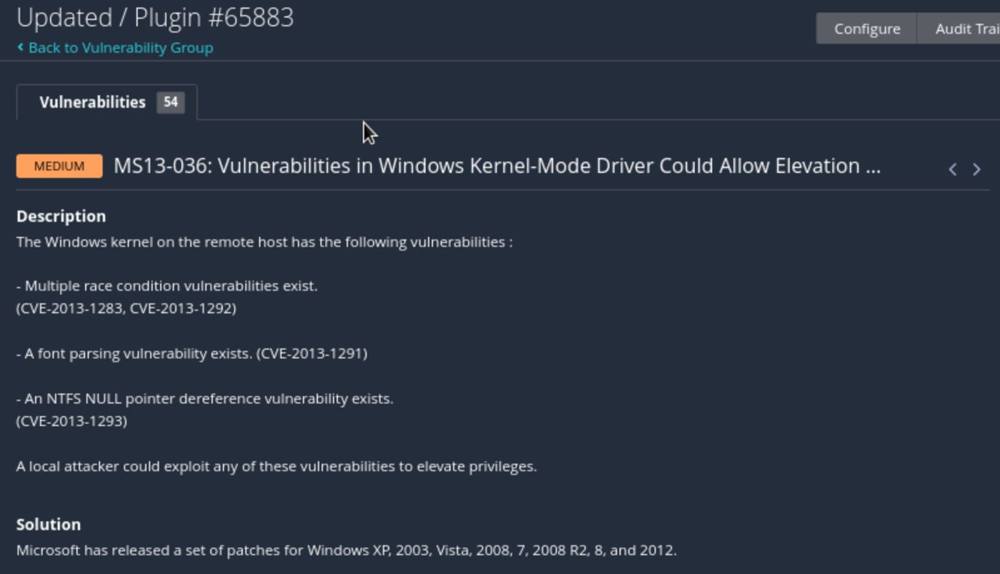 Updated / Plugin #65883
Configure
Audit Trai
< Back to Vulnerability Group
Vulnerabilities 54
MEDIUM MS13-036: Vulnerabilities in Windows Kernel-Mode Driver Could Allow Elevation ...
Description
The Windows kernel on the remote host has the following vulnerabilities :
- Multiple race condition vulnerabilities exist.
(CVE-2013-1283, CVE-2013-1292)
- A font parsing vulnerability exists. (CVE-2013-1291)
- An NTFS NULL pointer dereference vulnerability exists.
(CVE-2013-1293)
A local attacker could exploit any of these vulnerabilities to elevate privileges.
Solution
Microsoft has released a set of patches for Windows XP, 2003, Vista, 2008, 7, 2008 R2, 8, and 2012.